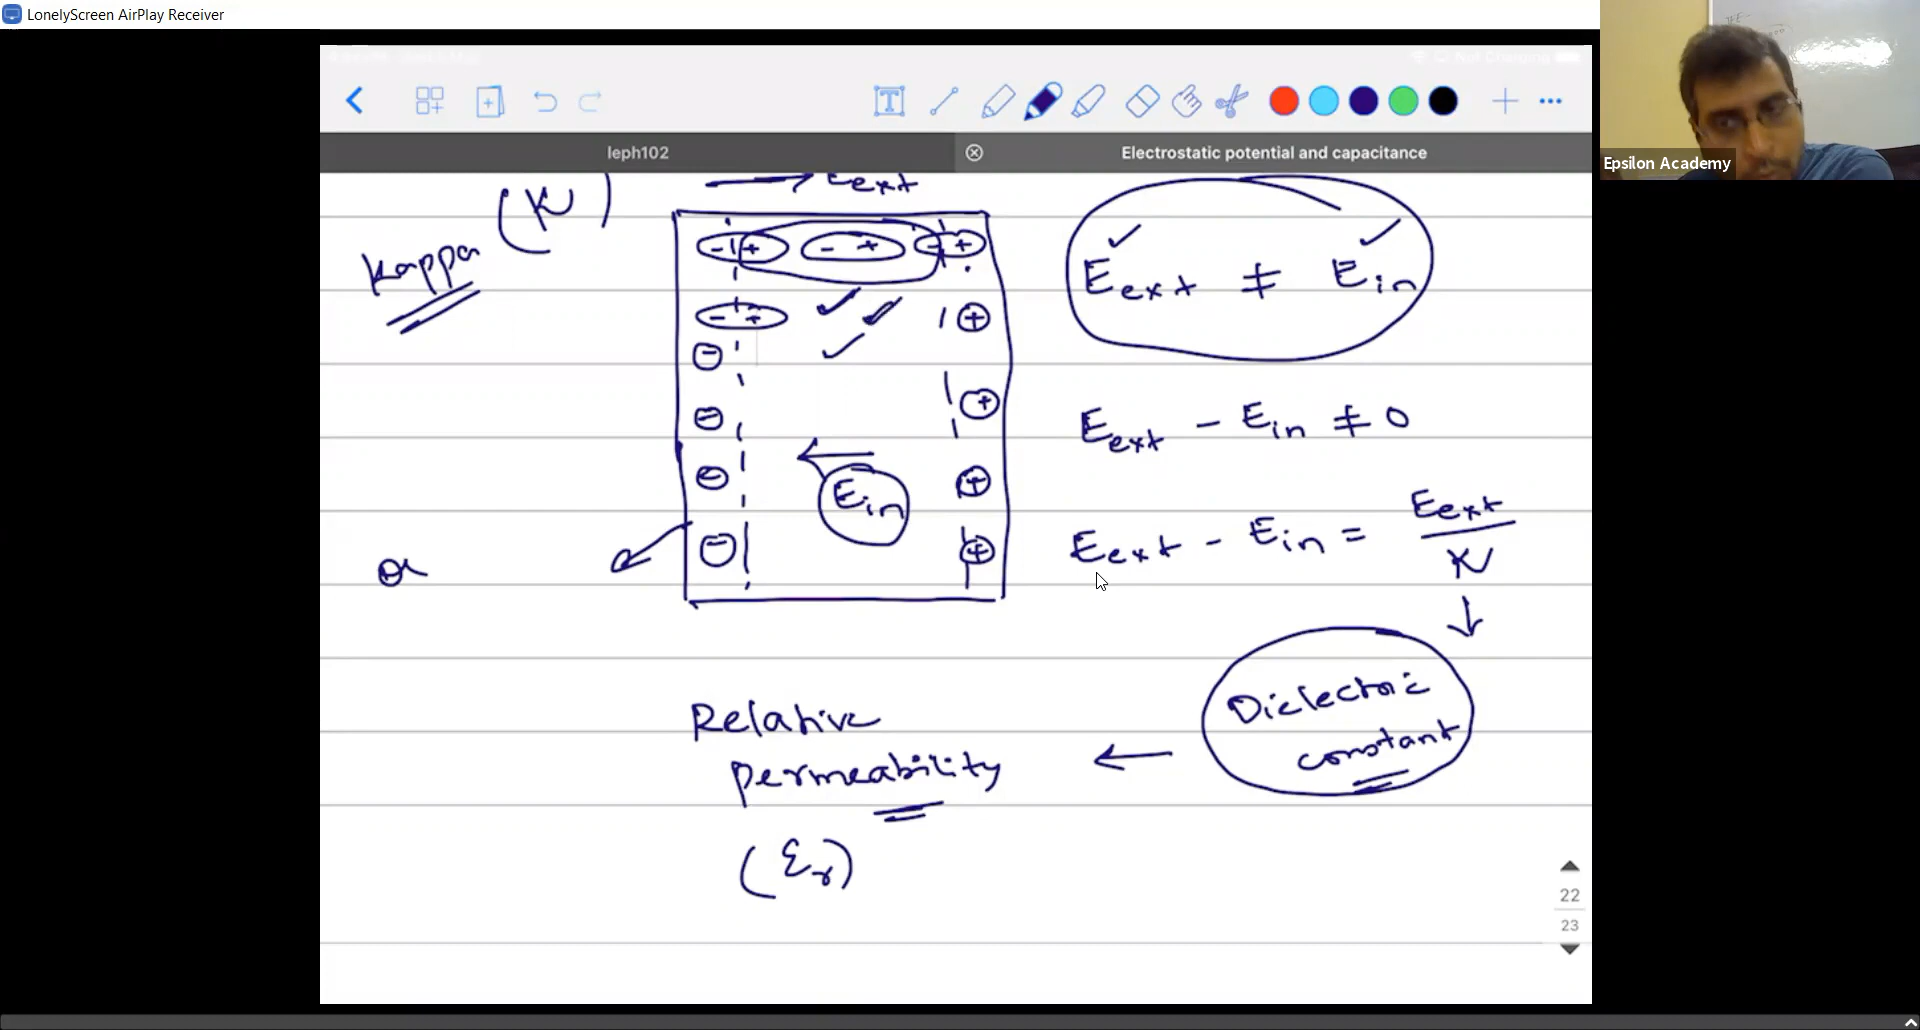 LonelyScreen AirPlay Receiver
T
leph102
Electrostatic potential and capacitance
Epsilon Academy
(K)
Kappa
Eext
- + - + - +
Eext ≠ Ein
- +
+
-
+
-
Eext - Ein ≠ 0
Ein
-
+
Eext - Ein = Eext/K
-
+
Dielectric
constant
Relative
permeability
(εr)
22
23